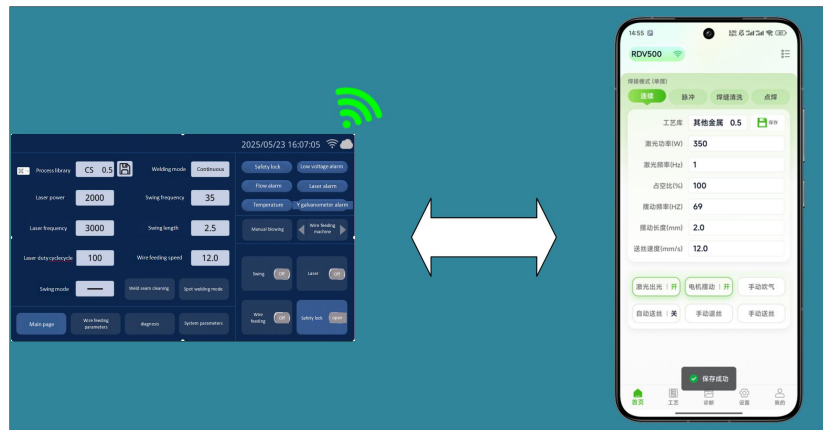 2025/05/23 16:07:05
Process library CS 0.5 Welding mode Continuous
Laser power 2000 Swing frequency 35
Laser frequency 3000 Swing length 2.5
Laser duty cyclecycle 100 Wire feeding speed 12.0
Swing mode Weld seam cleaning Spot welding mode
Main page Wire feeding parameters diagnosis System parameters
Safety lock Low voltage alarm
Flow alarm Laser alarm
Temperature Y galvanometer alarm
Manual blowing Wire feeding machine
Swing Off Laser Off
Wire feeding Off Safety lock open
14:55
RDV500
焊接模式 (单摆)
连续 脉冲 焊缝清洗 点焊
工艺库 其他金属 0.5 保存
激光功率(W) 350
激光频率(Hz) 1
占空比(%) 100
摆动频率(HZ) 69
摆动长度(mm) 2.0
送丝速度(mm/s) 12.0
激光出光 开 电机摆动 开 手动吹气
自动送丝 关 手动退丝 手动送丝
保存成功
首页 工艺 诊断 设置 我的